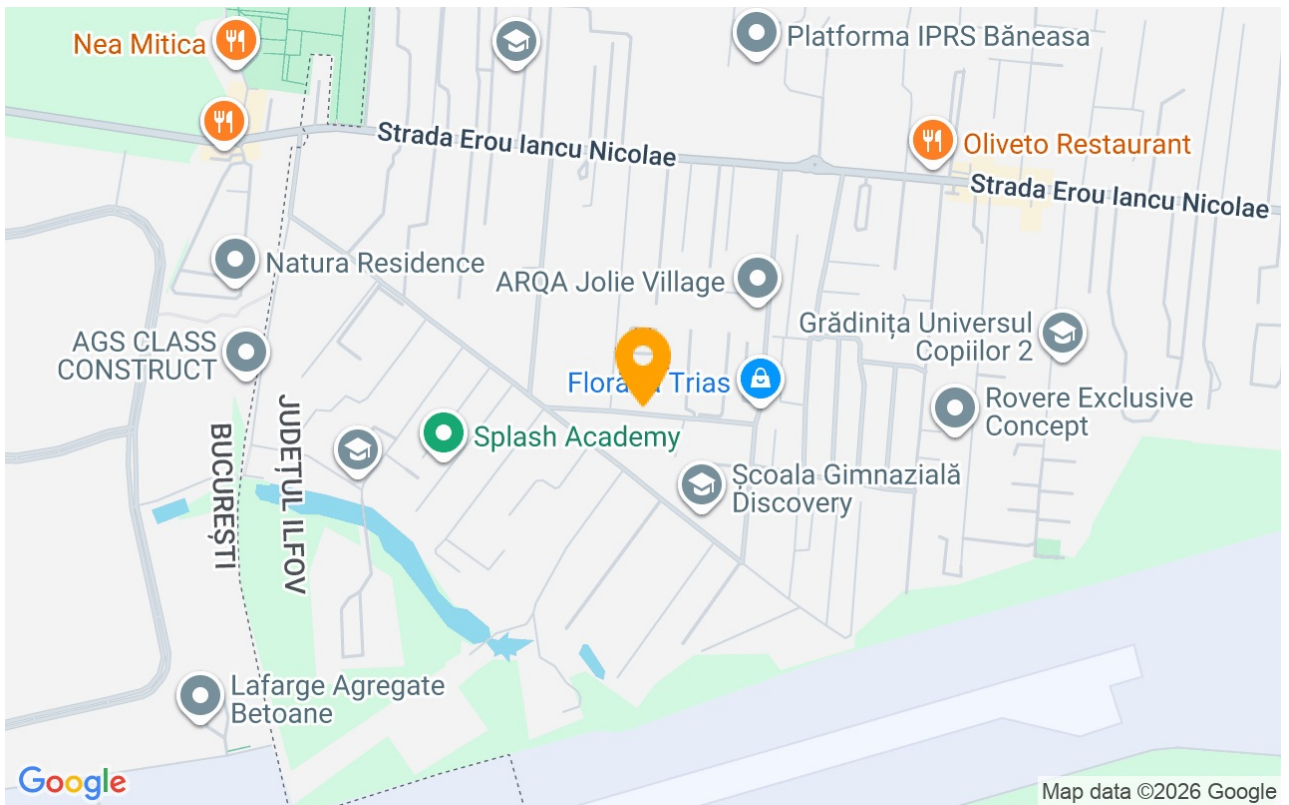 Nea Mitica
Platforma IPRS Băneasa
Strada Erou Iancu Nicolae
Oliveto Restaurant
Strada Erou Iancu Nicolae
Natura Residence
ARQA Jolie Village
Grădinița Universul
Copiilor 2
AGS CLASS
CONSTRUCT
Trias
Rovere Exclusive
Concept
JUDEȚUL ILFOV
BUCUREȘTI
Splash Academy
Școala Gimnazială
Discovery
Lafarge Agregate
Betoane
Google
Map data ©2026 Google